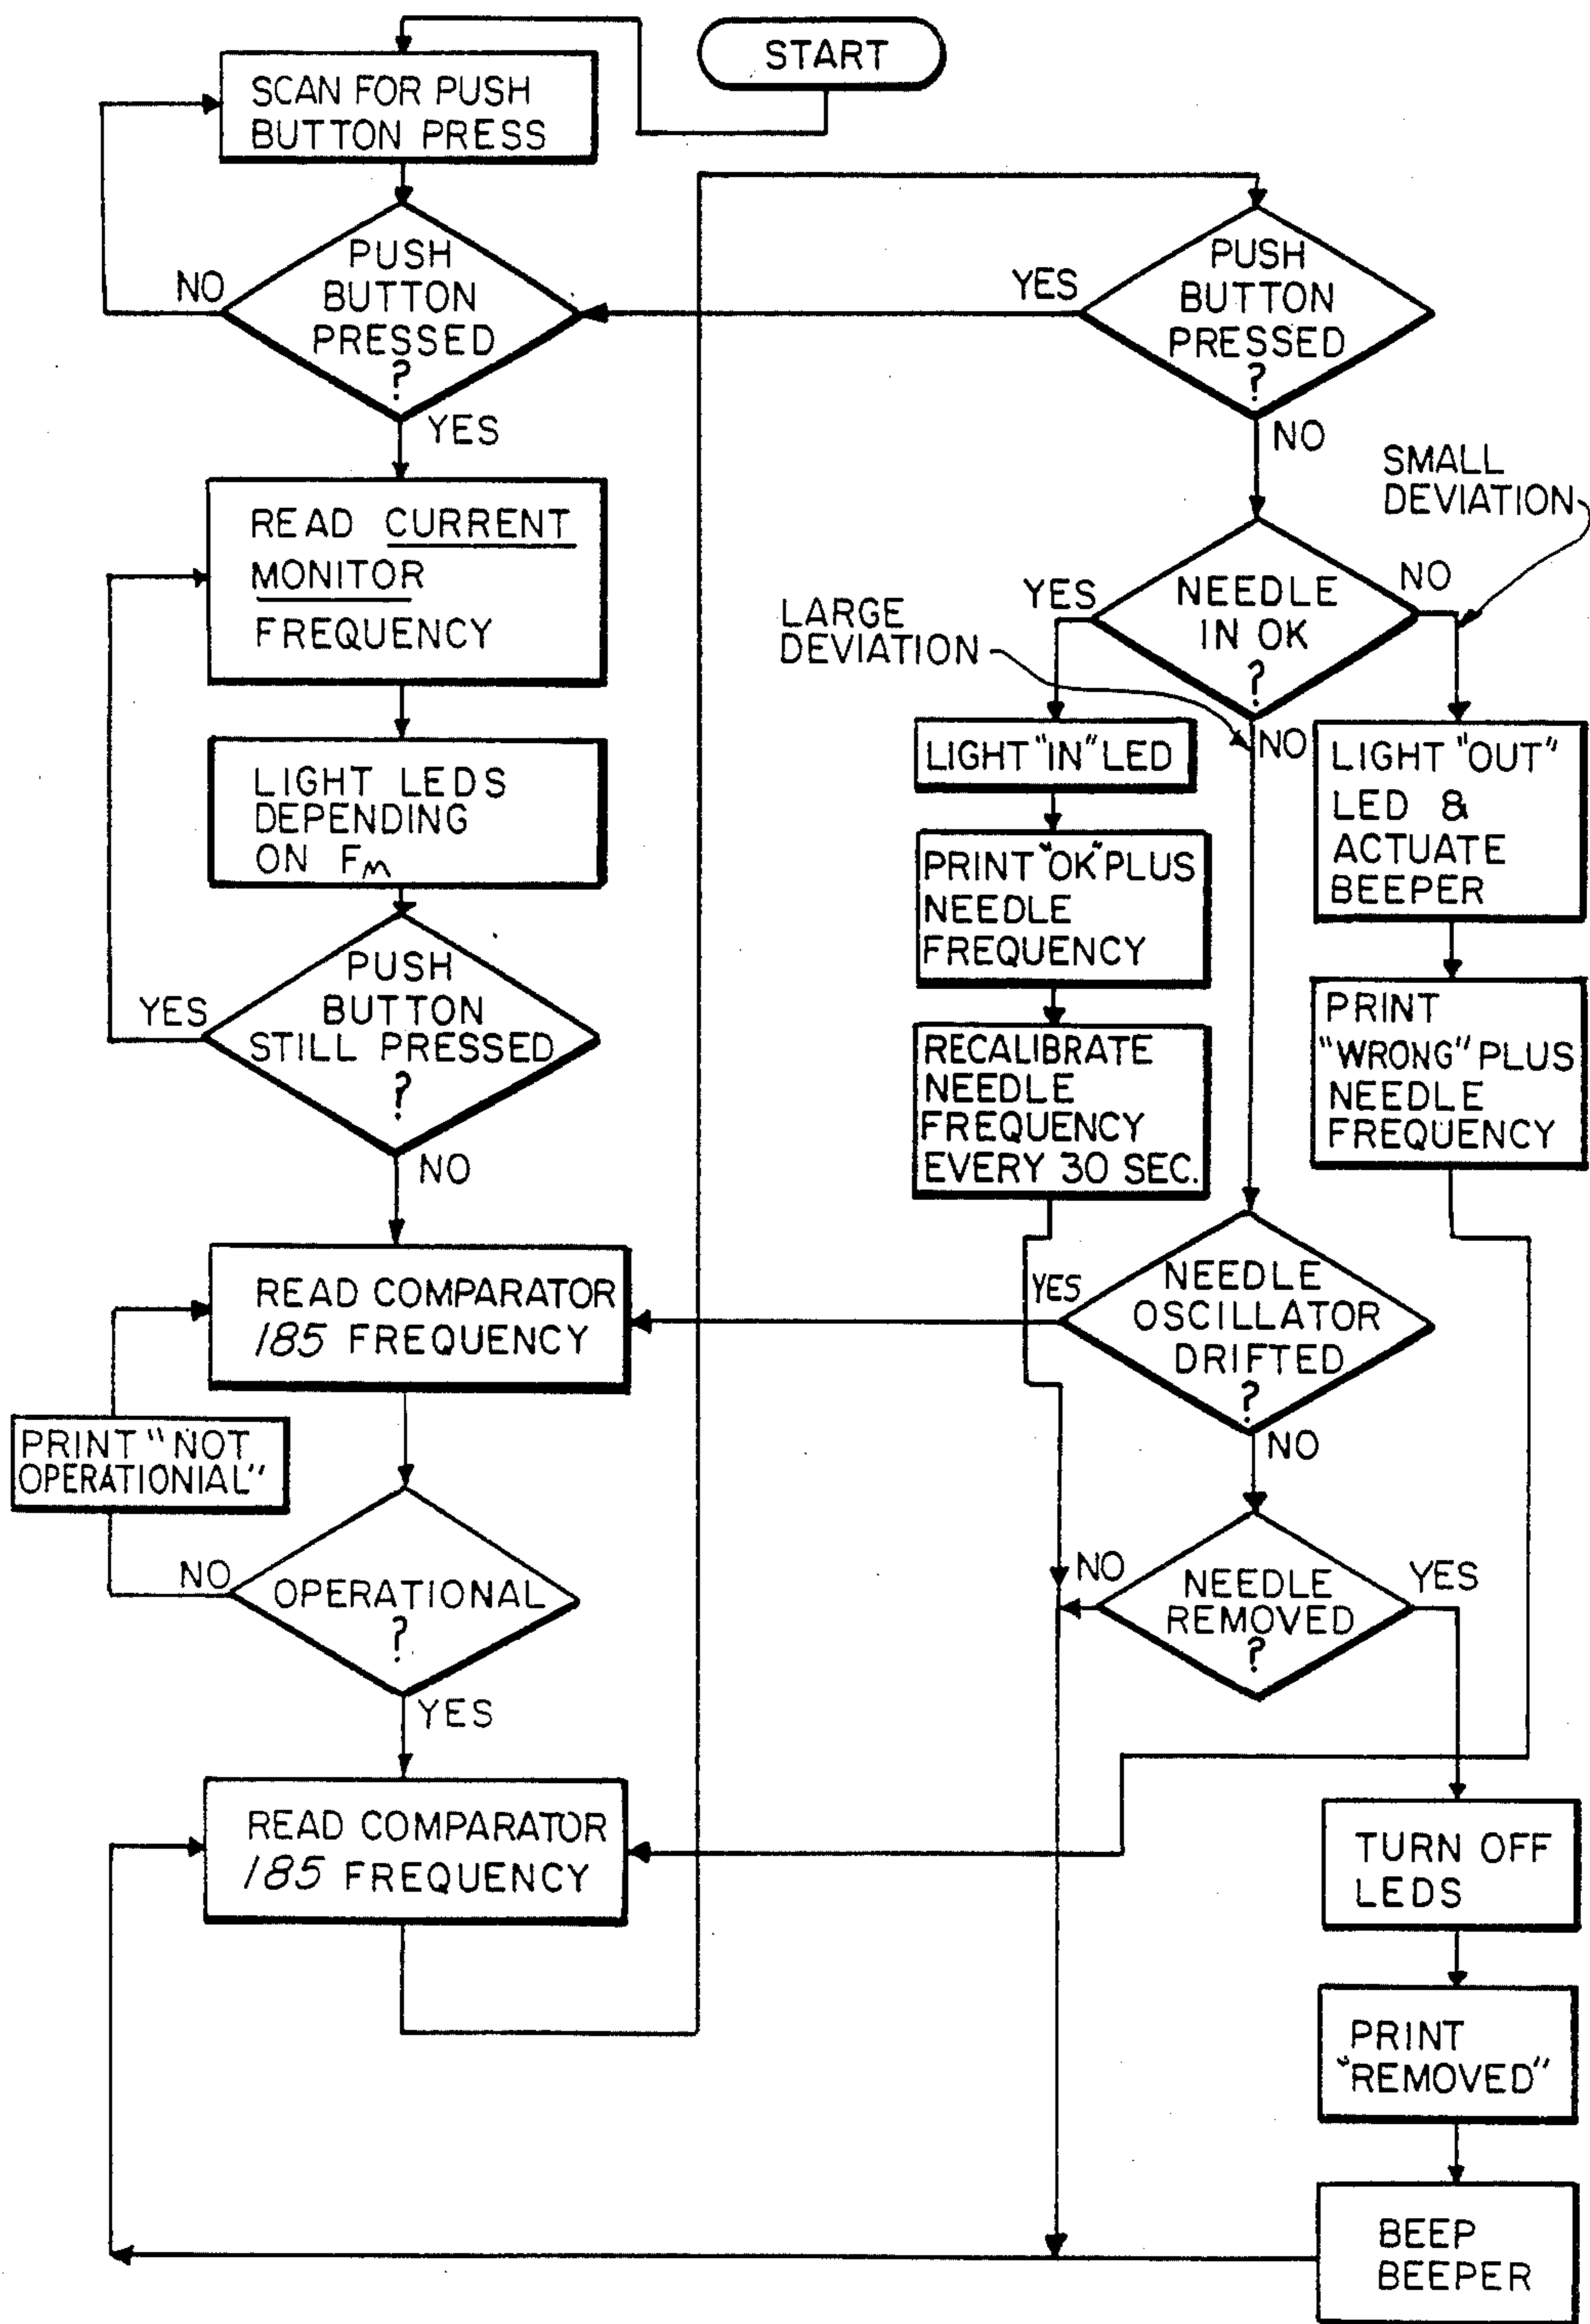 START
SCAN FOR PUSH
BUTTON PRESS
PUSH
BUTTON
PRESSED
?
NO
YES
READ CURRENT
MONITOR
FREQUENCY
LIGHT LEDS
DEPENDING
ON FM
PUSH
BUTTON
STILL PRESSED
?
YES
NO
READ COMPARATOR
185 FREQUENCY
PRINT "NOT
OPERATIONIAL"
NO
OPERATIONAL
?
YES
READ COMPARATOR
185 FREQUENCY
PUSH
BUTTON
PRESSED
?
YES
NO
SMALL
DEVIATION
NEEDLE
IN OK
?
YES
NO
LARGE
DEVIATION
NO
LIGHT "IN" LED
PRINT "OK" PLUS
NEEDLE
FREQUENCY
RECALIBRATE
NEEDLE
FREQUENCY
EVERY 30 SEC.
LIGHT "OUT"
LED &
ACTUATE
BEEPER
PRINT
"WRONG" PLUS
NEEDLE
FREQUENCY
YES
NEEDLE
OSCILLATOR
DRIFTED
?
NO
NO
NEEDLE
REMOVED
?
YES
TURN OFF
LEDS
PRINT
"REMOVED"
BEEP
BEEPER